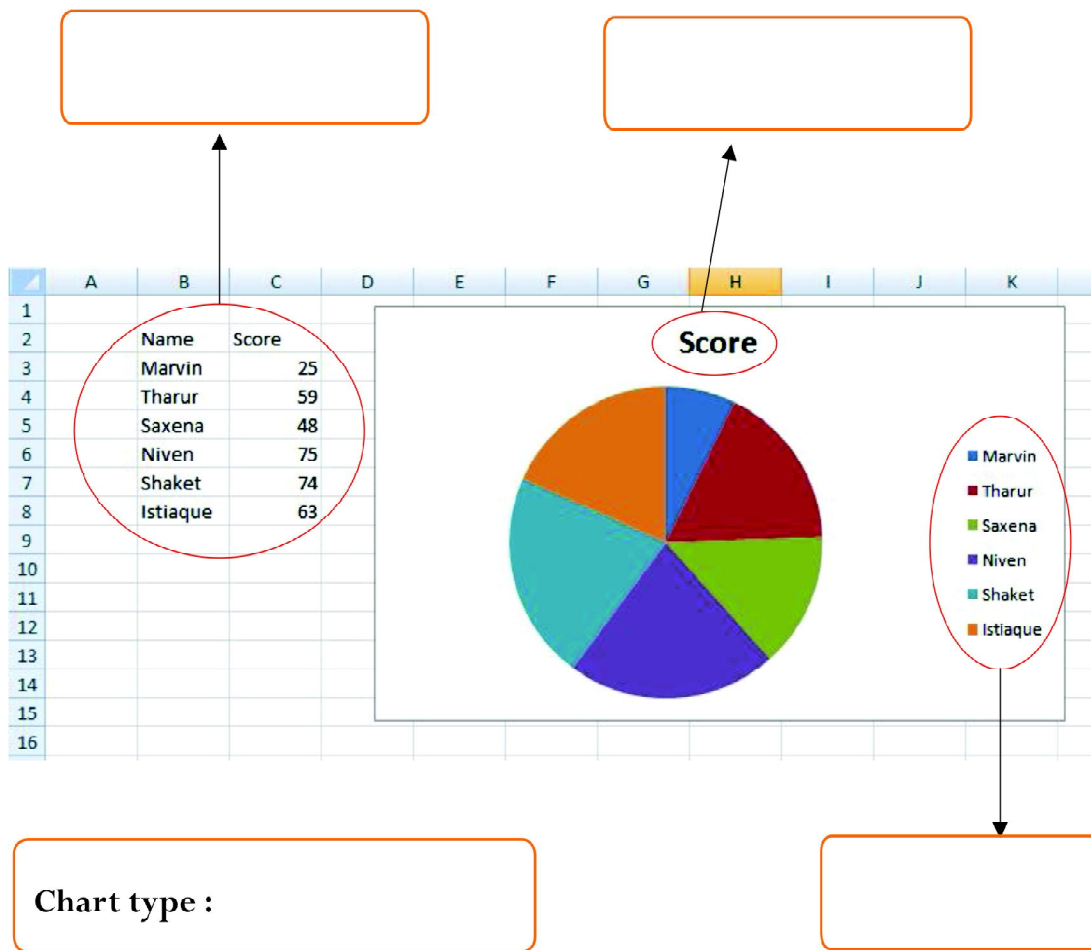 A B C D E F G H I J K
1
2 Name Score
3 Marvin 25
4 Tharur 59
5 Saxena 48
6 Niven 75
7 Shaket 74
8 Istiaque 63
9
10
11
12
13
14
15
16
Score
Marvin
Tharur
Saxena
Niven
Shaket
Istiaque
Chart type :